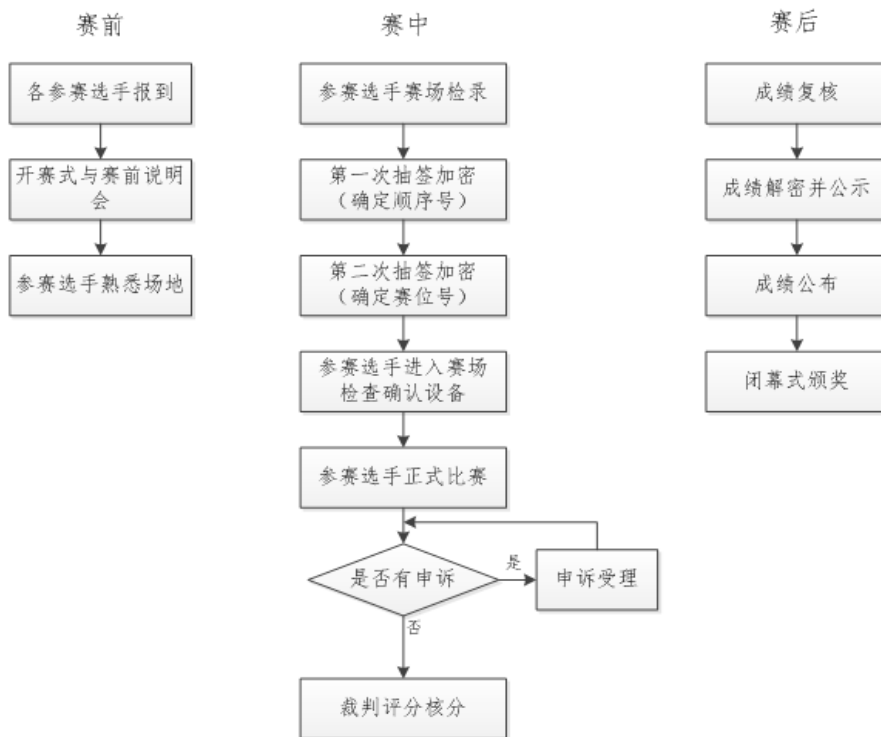 赛前
各参赛选手报到
开赛式与赛前说明
会
参赛选手熟悉场地
赛中
参赛选手赛场检录
第一次抽签加密
（确定顺序号）
第二次抽签加密
（确定赛位号）
参赛选手进入赛场
检查确认设备
参赛选手正式比赛
是否有申诉
是
申诉受理
否
裁判评分核分
赛后
成绩复核
成绩解密并公示
成绩公布
闭幕式颁奖